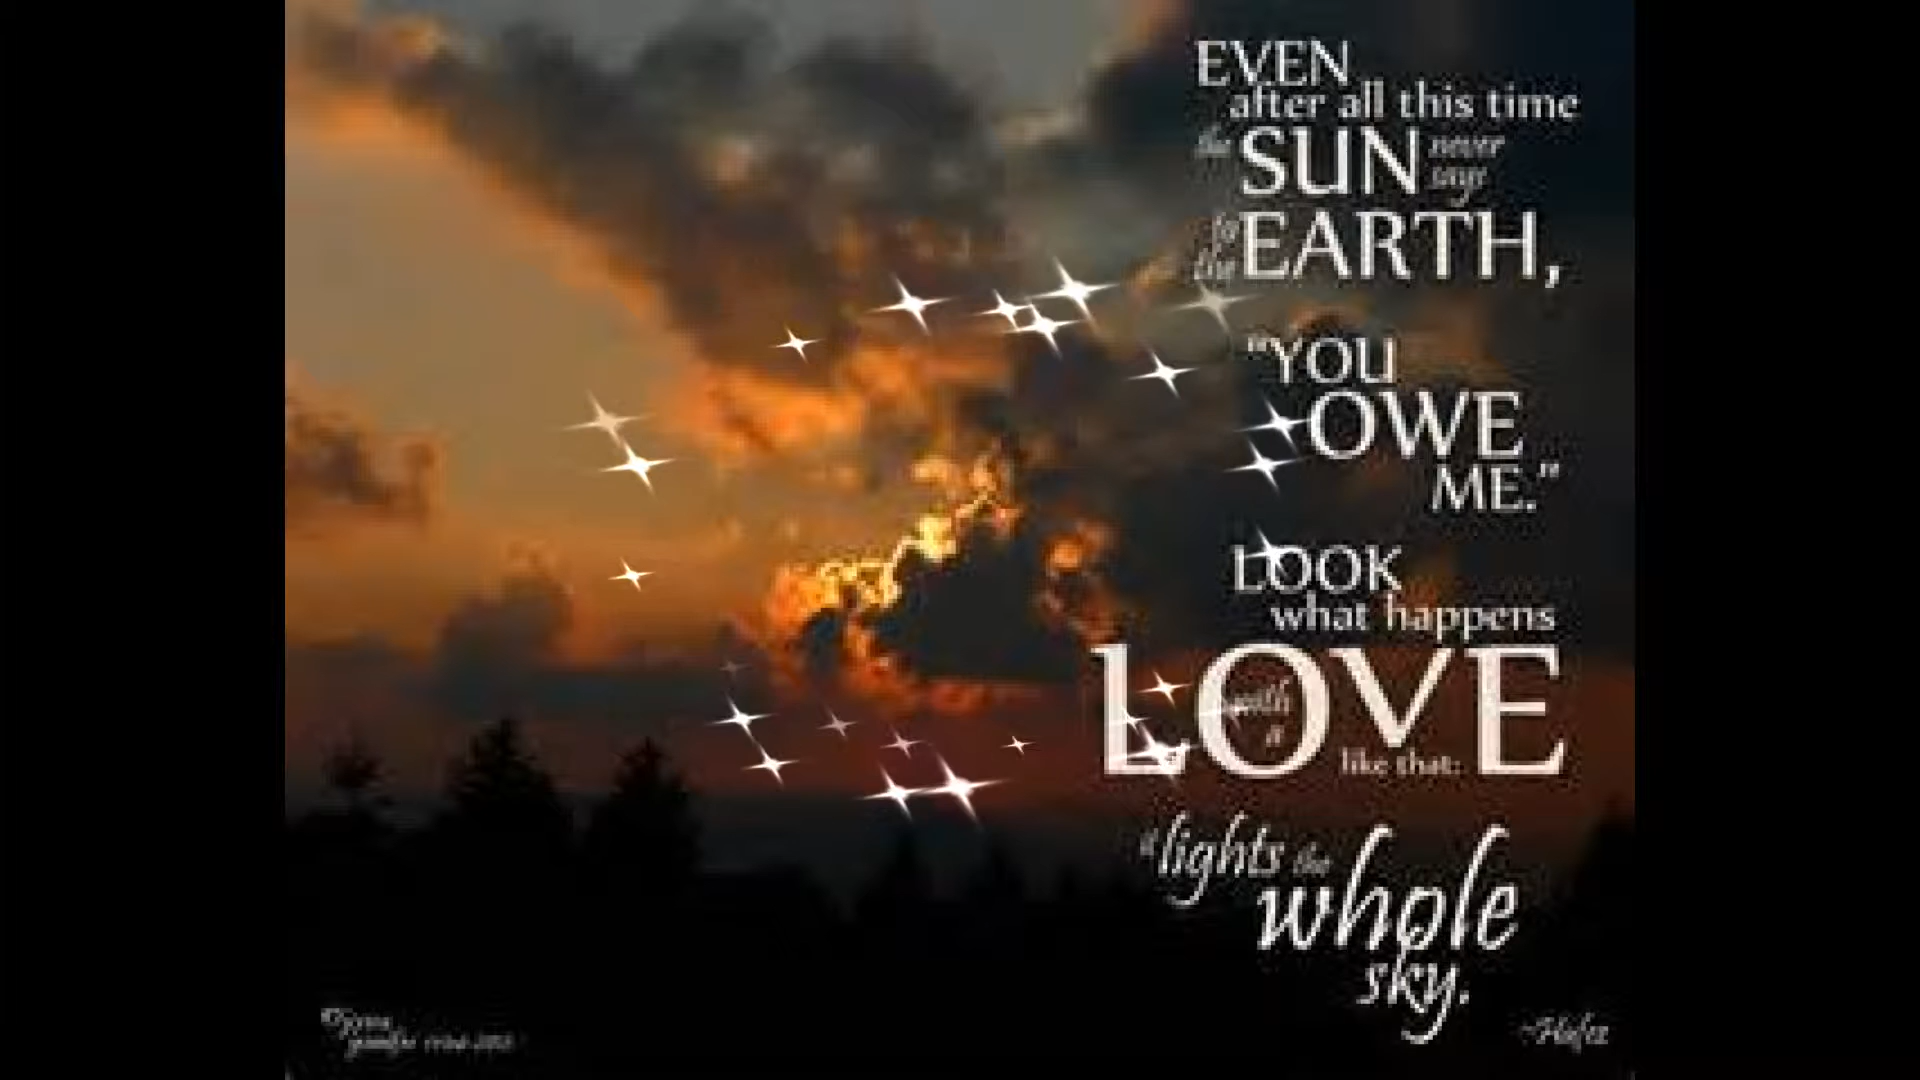 EVEN
after all this time
the SUN never says
to the EARTH,
"YOU
OWE
ME."
LOOK
what happens
with a LOVE like that:
it lights the
whole
sky.
~Hafez